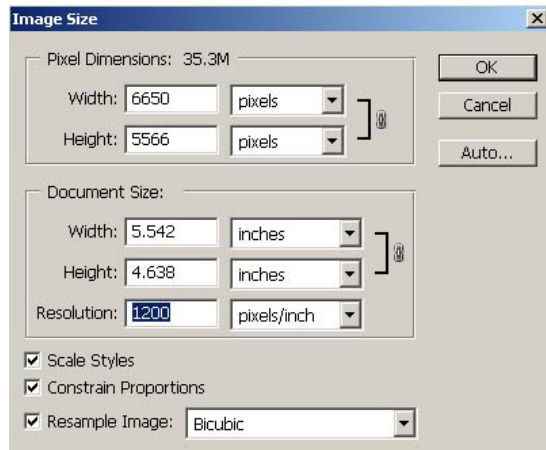 Image Size
Pixel Dimensions: 35.3M
OK
Width: 6650 pixels
Cancel
Height: 5566 pixels
Auto...
Document Size:
Width: 5.542 inches
Height: 4.638 inches
Resolution: 1200 pixels/inch
Scale Styles
Constrain Proportions
Resample Image: Bicubic